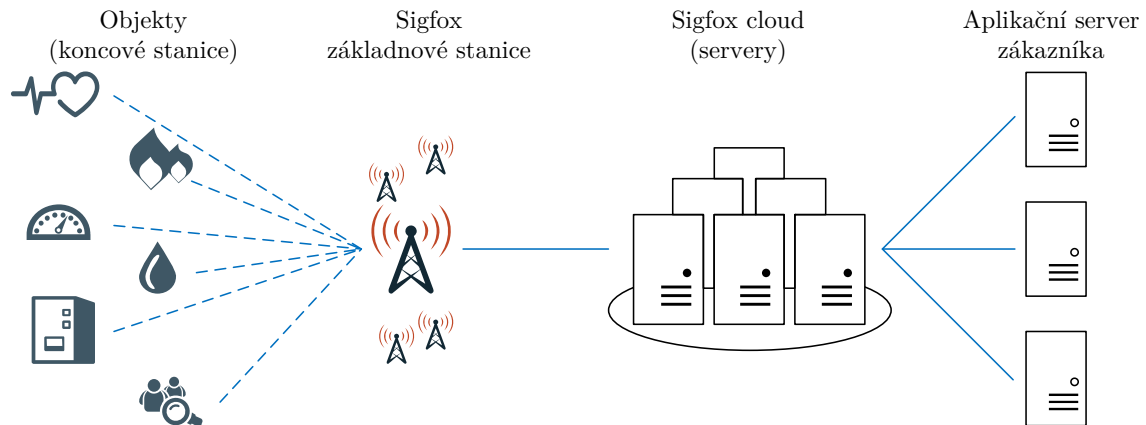 Objekty
(koncové stanice)
Sigfox
základnové stanice
Sigfox cloud
(servery)
Aplikační server
zákazníka